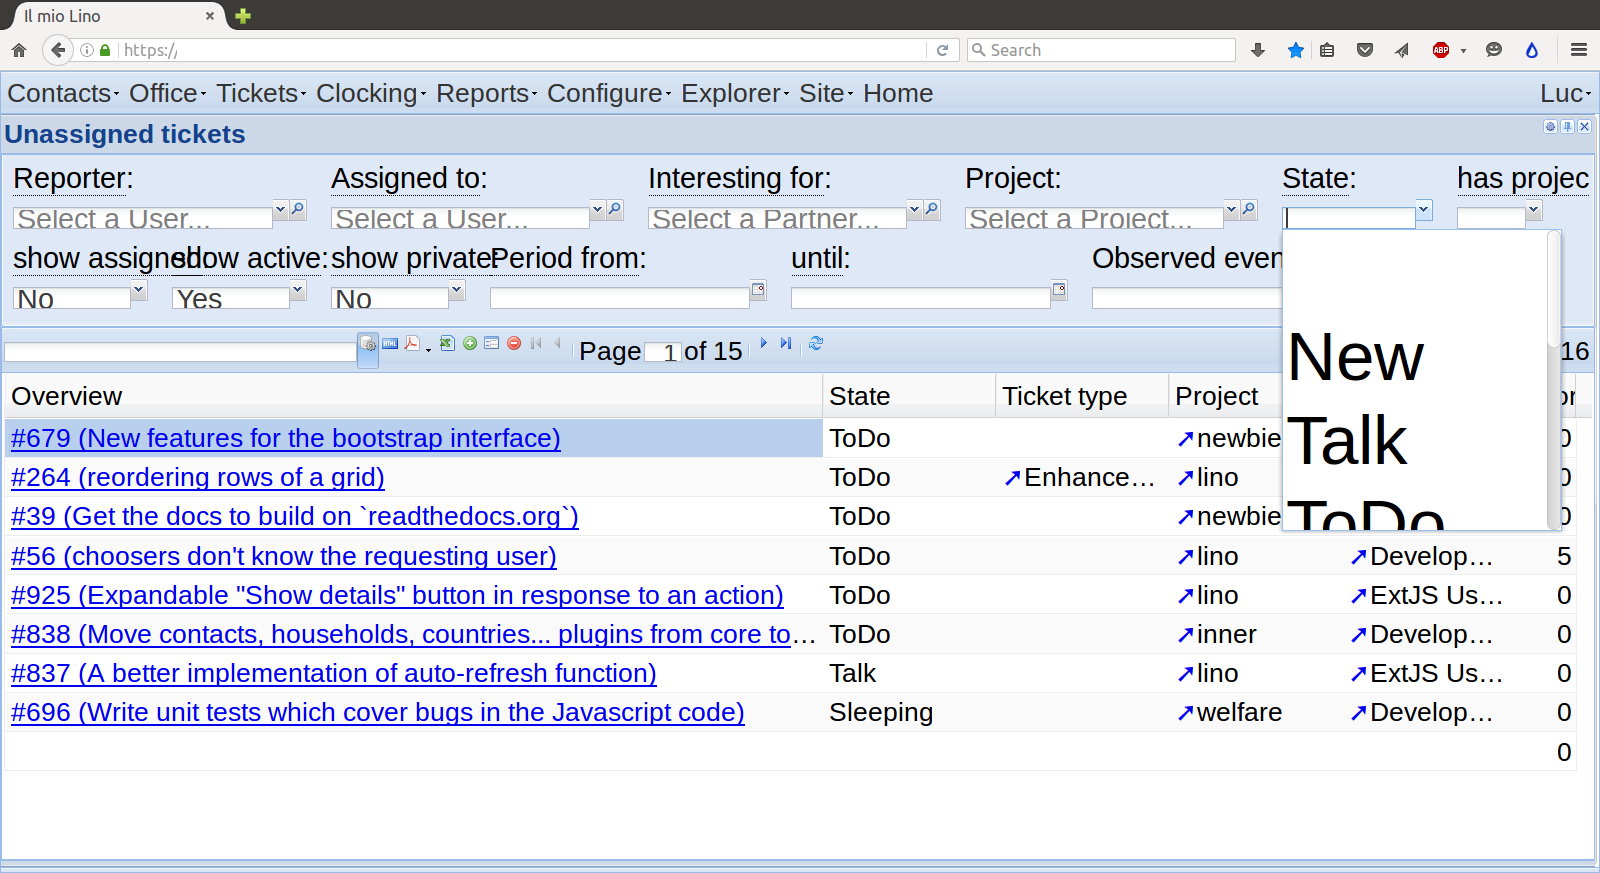 Il mio Lino
https://
Search
Contacts Office Tickets Clocking Reports Configure Explorer Site Home Luc
Unassigned tickets
Reporter: Assigned to: Interesting for: Project: State: has projec
Select a User... Select a User... Select a Partner... Select a Project...
show assigned: show active: show private: Period from: until: Observed even
No Yes No
New
Talk
ToDo
Page 1 of 15 16
Overview State Ticket type Project
#679 (New features for the bootstrap interface) ToDo newbie 0
#264 (reordering rows of a grid) ToDo Enhance... lino 0
#39 (Get the docs to build on `readthedocs.org`) ToDo newbie 0
#56 (choosers don't know the requesting user) ToDo lino Develop... 5
#925 (Expandable "Show details" button in response to an action) ToDo lino ExtJS Us... 0
#838 (Move contacts, households, countries... plugins from core to... ToDo inner Develop... 0
#837 (A better implementation of auto-refresh function) Talk lino ExtJS Us... 0
#696 (Write unit tests which cover bugs in the Javascript code) Sleeping welfare Develop... 0
0